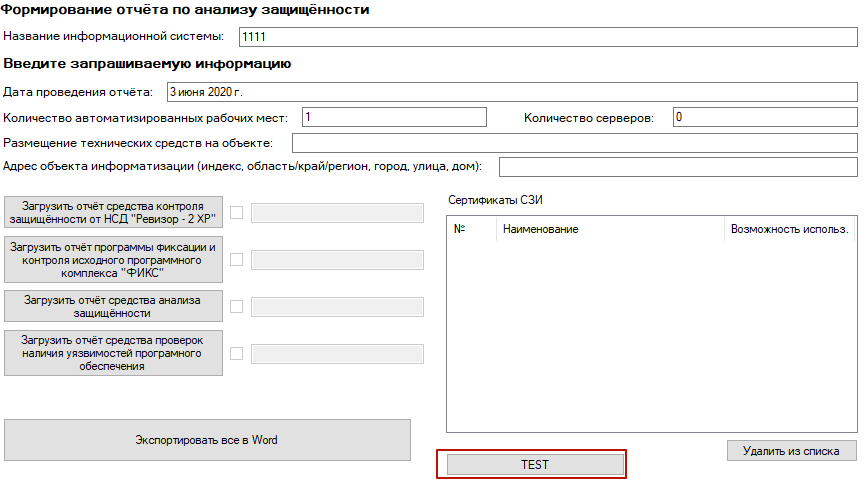 Формирование отчёта по анализу защищённости
Название информационной системы: 1111
Введите запрашиваемую информацию
Дата проведения отчёта: 3 июня 2020 г.
Количество автоматизированных рабочих мест: 1 Количество серверов: 0
Размещение технических средств на объекте:
Адрес объекта информатизации (индекс, область/край/регион, город, улица, дом):
Загрузить отчёт средства контроля
защищённости от НСД "Ревизор - 2 ХР"
Загрузить отчёт программы фиксации и
контроля исходного программного
комплекса "ФИКС"
Загрузить отчёт средства анализа
защищённости
Загрузить отчёт средства проверок
наличия уязвимостей програмного
обеспечения
Экспортировать все в Word
Сертификаты СЗИ
№ Наименование Возможность использ.
Удалить из списка
TEST